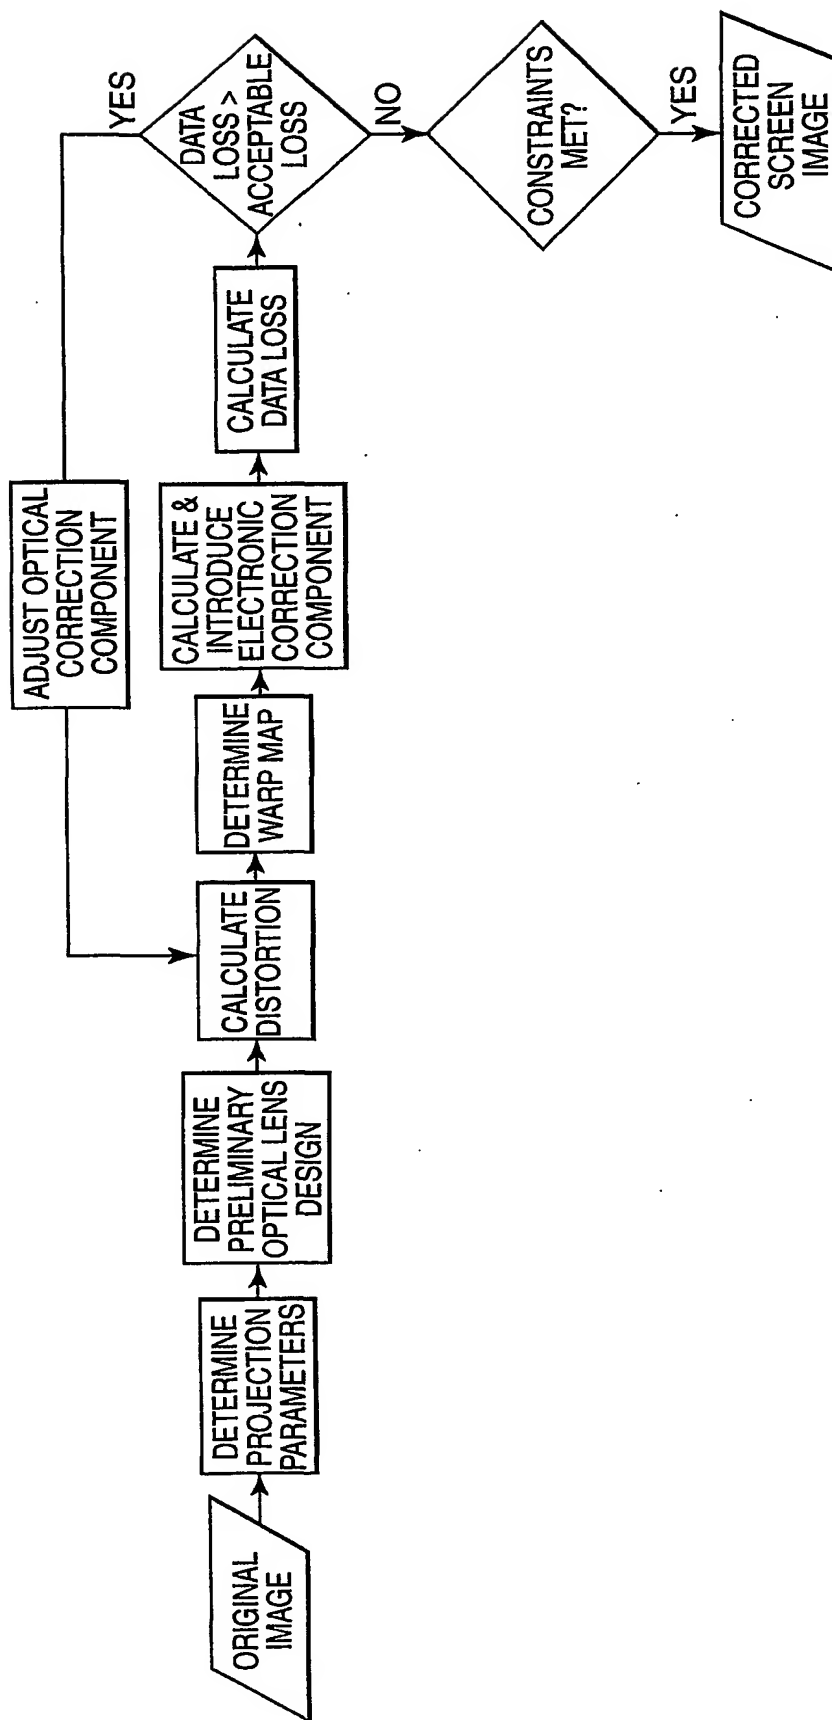 ORIGINAL
IMAGE
DETERMINE
PROJECTION
PARAMETERS
DETERMINE
PRELIMINARY
OPTICAL LENS
DESIGN
CALCULATE
DISTORTION
DETERMINE
WARP MAP
CALCULATE &
INTRODUCE
ELECTRONIC
CORRECTION
COMPONENT
CALCULATE
DATA LOSS
ADJUST OPTICAL
CORRECTION
COMPONENT
YES
DATA
LOSS >
ACCEPTABLE
LOSS
NO
CONSTRAINTS
MET?
YES
CORRECTED
SCREEN
IMAGE